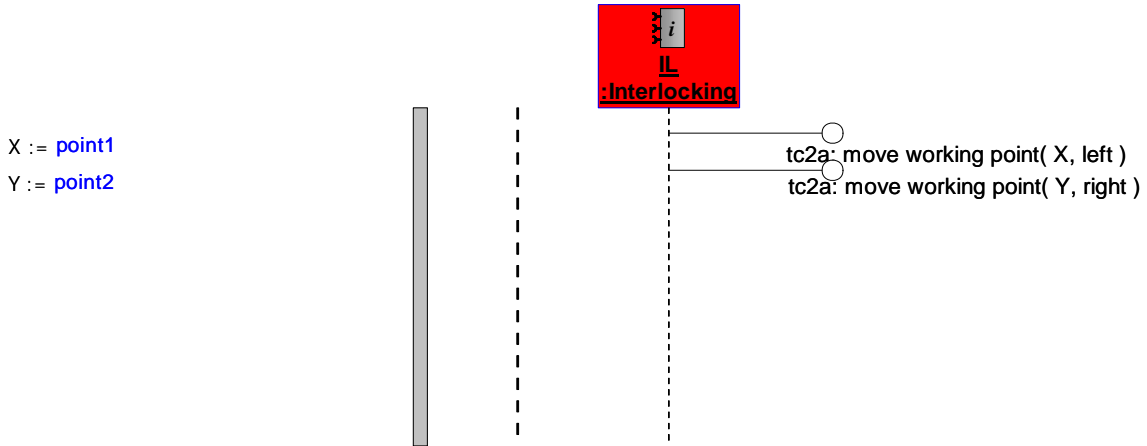 i
IL
:Interlocking
X := point1
Y := point2
tc2a: move working point( X, left )
tc2a: move working point( Y, right )